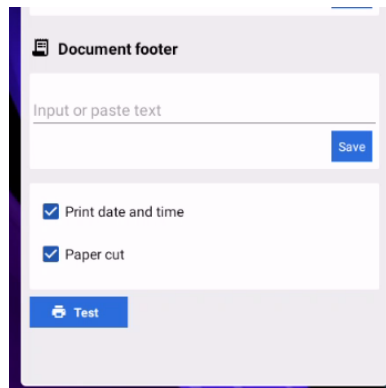 Document footer
Input or paste text
Save
Print date and time
Paper cut
Test